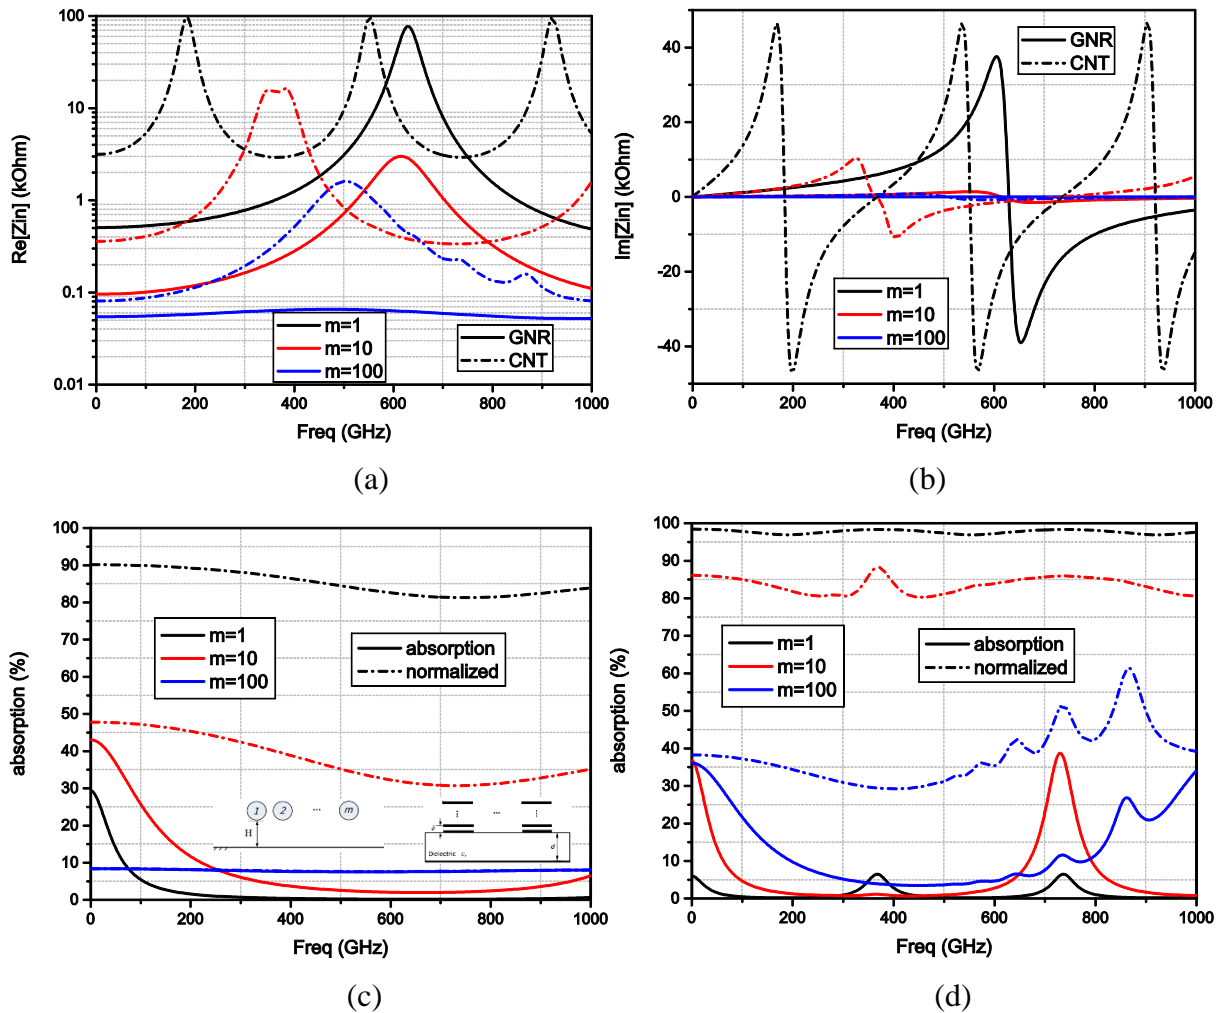 100
10
1
0.1
0.01
0
200
400
600
800
1000
Re[Zin] (kOhm)
Freq (GHz)
m=1
m=10
m=100
GNR
CNT
(a)
40
20
0
-20
-40
0
200
400
600
800
1000
Im[Zin] (kOhm)
Freq (GHz)
GNR
CNT
m=1
m=10
m=100
(b)
100
90
80
70
60
50
40
30
20
10
0
0
200
400
600
800
1000
absorption (%)
Freq (GHz)
m=1
m=10
m=100
absorption
normalized
1 2 ... m
H
Dielectric
d
(c)
100
90
80
70
60
50
40
30
20
10
0
0
200
400
600
800
1000
absorption (%)
Freq (GHz)
m=1
m=10
m=100
absorption
normalized
(d)